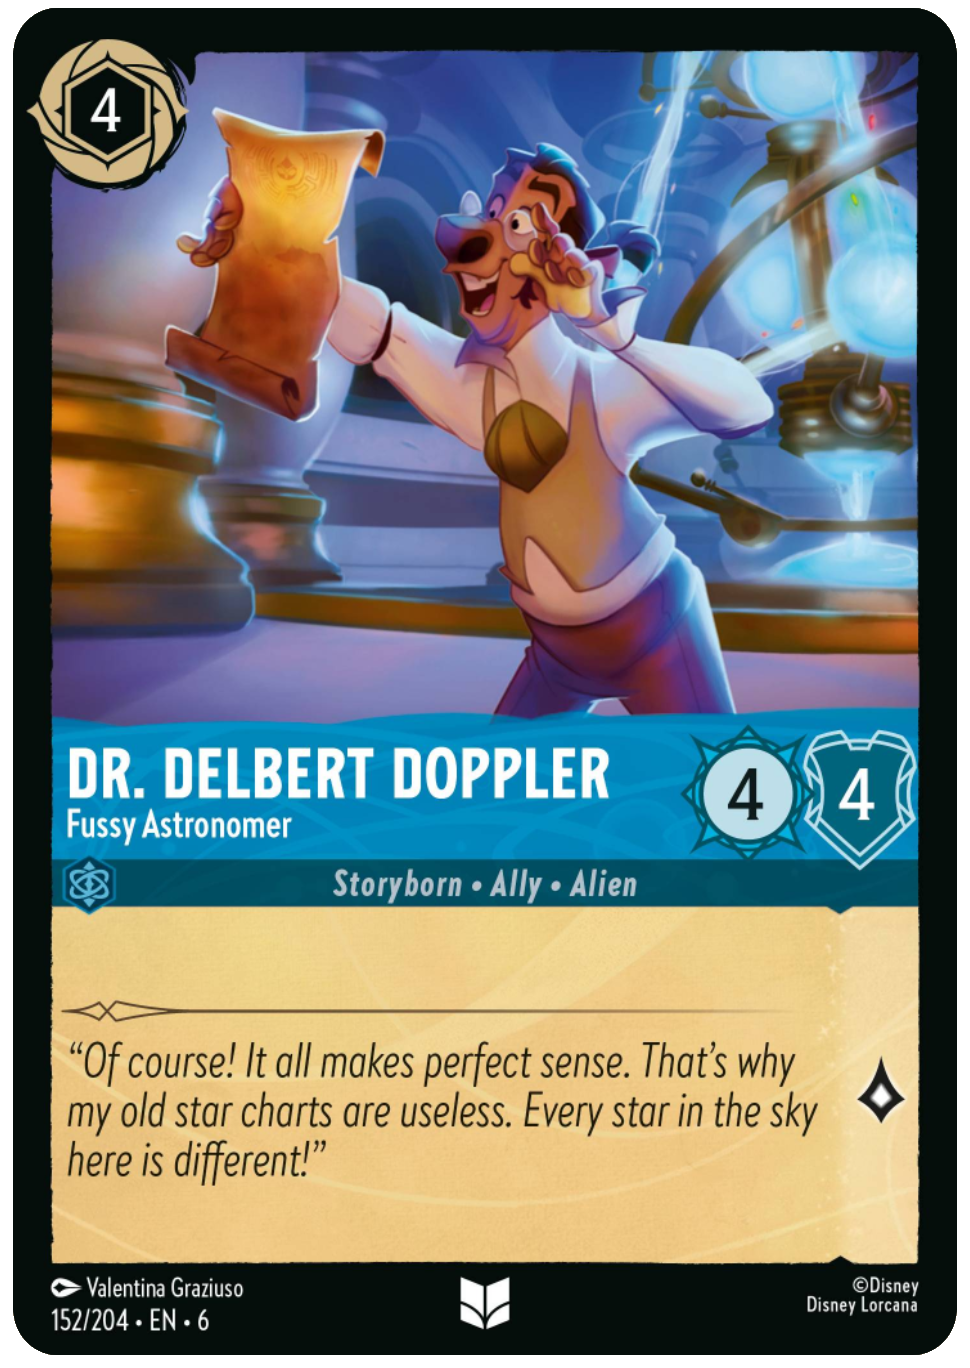 4
DR. DELBERT DOPPLER
Fussy Astronomer
4 4
Storyborn • Ally • Alien
“Of course! It all makes perfect sense. That’s why
my old star charts are useless. Every star in the sky
here is different!”
Valentina Graziuso
152/204 • EN • 6
©Disney
Disney Lorcana